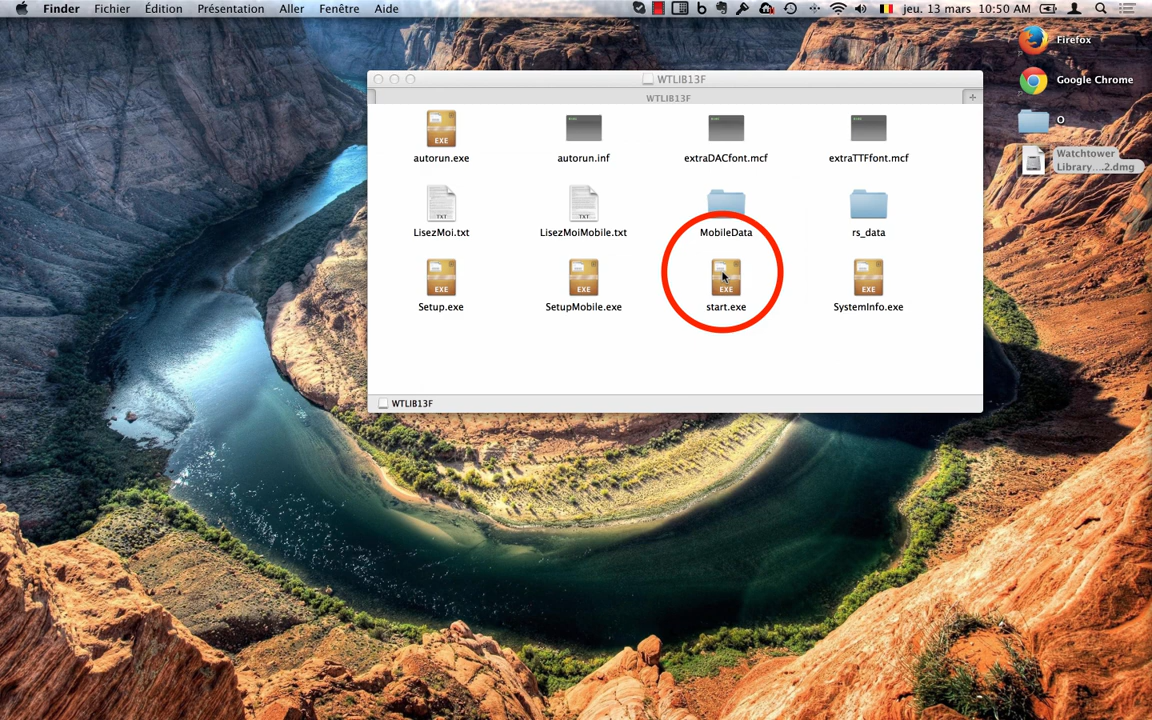 Finder Fichier Édition Présentation Aller Fenêtre Aide jeu. 13 mars 10:50 AM
Firefox
Google Chrome
O
Watchtower
Library....2.dmg
WTLIB13F
WTLIB13F
EXE
autorun.exe
autorun.inf
extraDACfont.mcf
extraTTFfont.mcf
TXT
LisezMoi.txt
TXT
LisezMoiMobile.txt
MobileData
rs_data
EXE
Setup.exe
EXE
SetupMobile.exe
EXE
start.exe
EXE
SystemInfo.exe
WTLIB13F